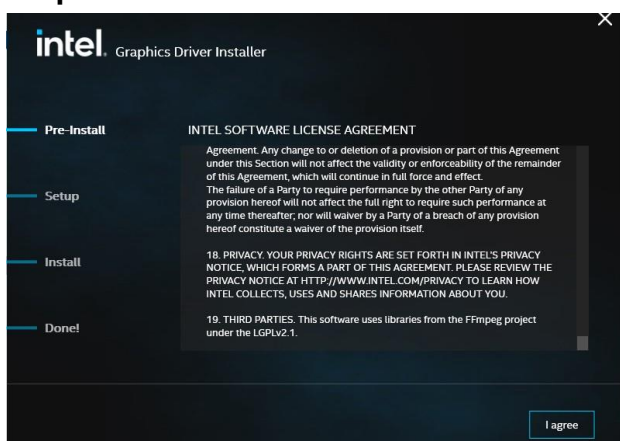 intel. Graphics Driver Installer
Pre-Install
Setup
Install
Done!
INTEL SOFTWARE LICENSE AGREEMENT
Agreement. Any change to or deletion of a provision or part of this Agreement
under this Section will not affect the validity or enforceability of the remainder
of this Agreement, which will continue in full force and effect.
The failure of a Party to require performance by the other Party of any
provision hereof will not affect the full right to require such performance at
any time thereafter; nor will waiver by a Party of a breach of any provision
hereof constitute a waiver of the provision itself.
18. PRIVACY. YOUR PRIVACY RIGHTS ARE SET FORTH IN INTEL'S PRIVACY
NOTICE, WHICH FORMS A PART OF THIS AGREEMENT. PLEASE REVIEW THE
PRIVACY NOTICE AT HTTP://WWW.INTEL.COM/PRIVACY TO LEARN HOW
INTEL COLLECTS, USES AND SHARES INFORMATION ABOUT YOU.
19. THIRD PARTIES. This software uses libraries from the FFmpeg project
under the LGPLv2.1.
I agree